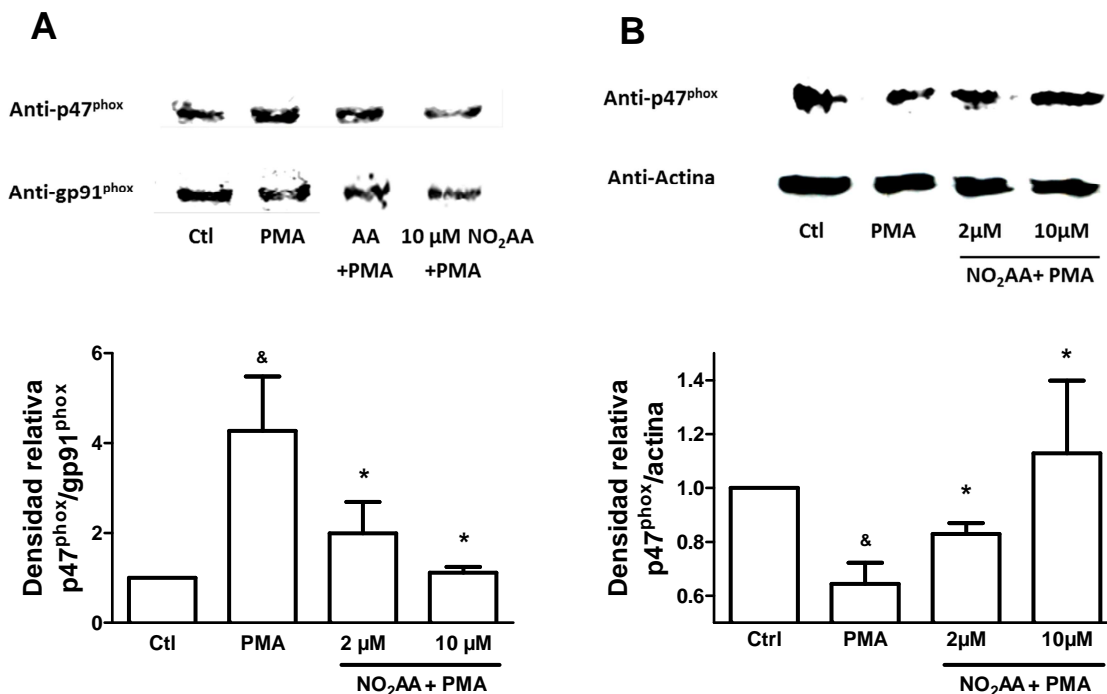 A
Anti-p47phox
Anti-gp91phox
Ctl PMA AA 10 µM NO2AA
+PMA +PMA
Densidad relativa
p47phox/gp91phox
6
4
2
0
&
*
*
Ctl PMA 2 µM 10 µM
NO2AA + PMA
B
Anti-p47phox
Anti-Actina
Ctl PMA 2µM 10µM
NO2AA+ PMA
Densidad relativa
p47phox/actina
1.4
1.2
1.0
0.8
0.6
&
*
*
Ctrl PMA 2µM 10µM
NO2AA + PMA